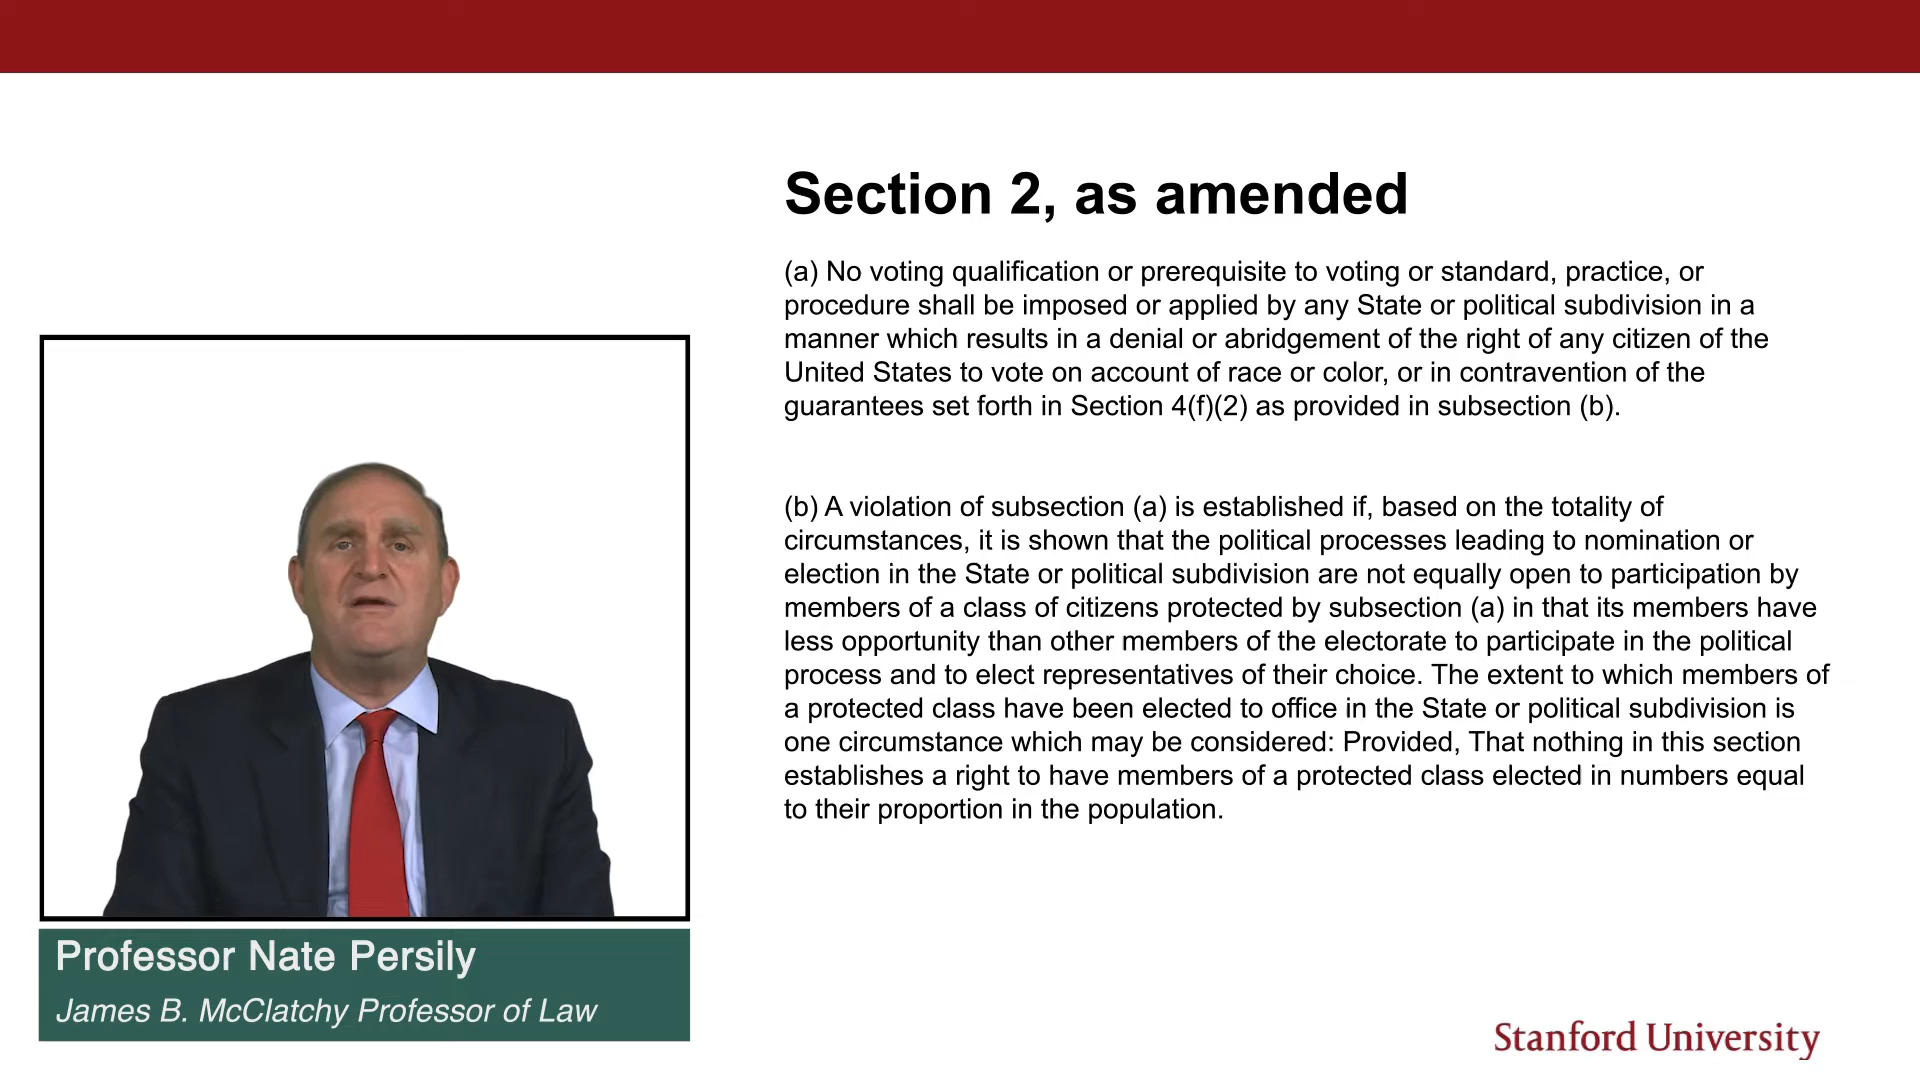 Section 2, as amended
(a) No voting qualification or prerequisite to voting or standard, practice, or
procedure shall be imposed or applied by any State or political subdivision in a
manner which results in a denial or abridgement of the right of any citizen of the
United States to vote on account of race or color, or in contravention of the
guarantees set forth in Section 4(f)(2) as provided in subsection (b).
(b) A violation of subsection (a) is established if, based on the totality of
circumstances, it is shown that the political processes leading to nomination or
election in the State or political subdivision are not equally open to participation by
members of a class of citizens protected by subsection (a) in that its members have
less opportunity than other members of the electorate to participate in the political
process and to elect representatives of their choice. The extent to which members of
a protected class have been elected to office in the State or political subdivision is
one circumstance which may be considered: Provided, That nothing in this section
establishes a right to have members of a protected class elected in numbers equal
to their proportion in the population.
Professor Nate Persily
James B. McClatchy Professor of Law
Stanford University